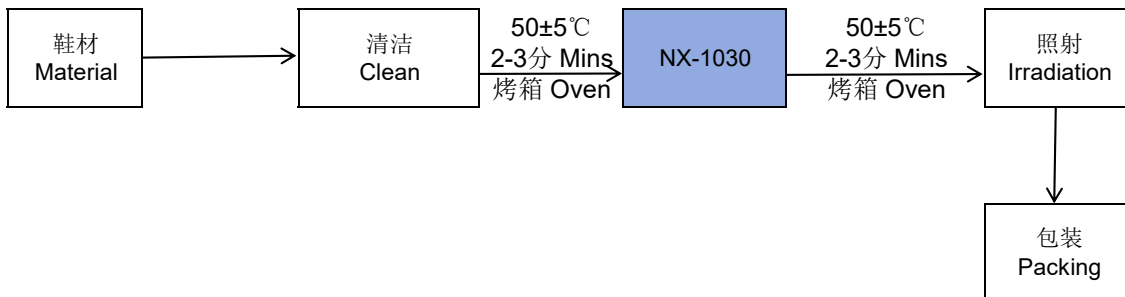 鞋材
Material
清洁
Clean
50±5℃
2-3分 Mins
烤箱 Oven
NX-1030
50±5℃
2-3分 Mins
烤箱 Oven
照射
Irradiation
包装
Packing